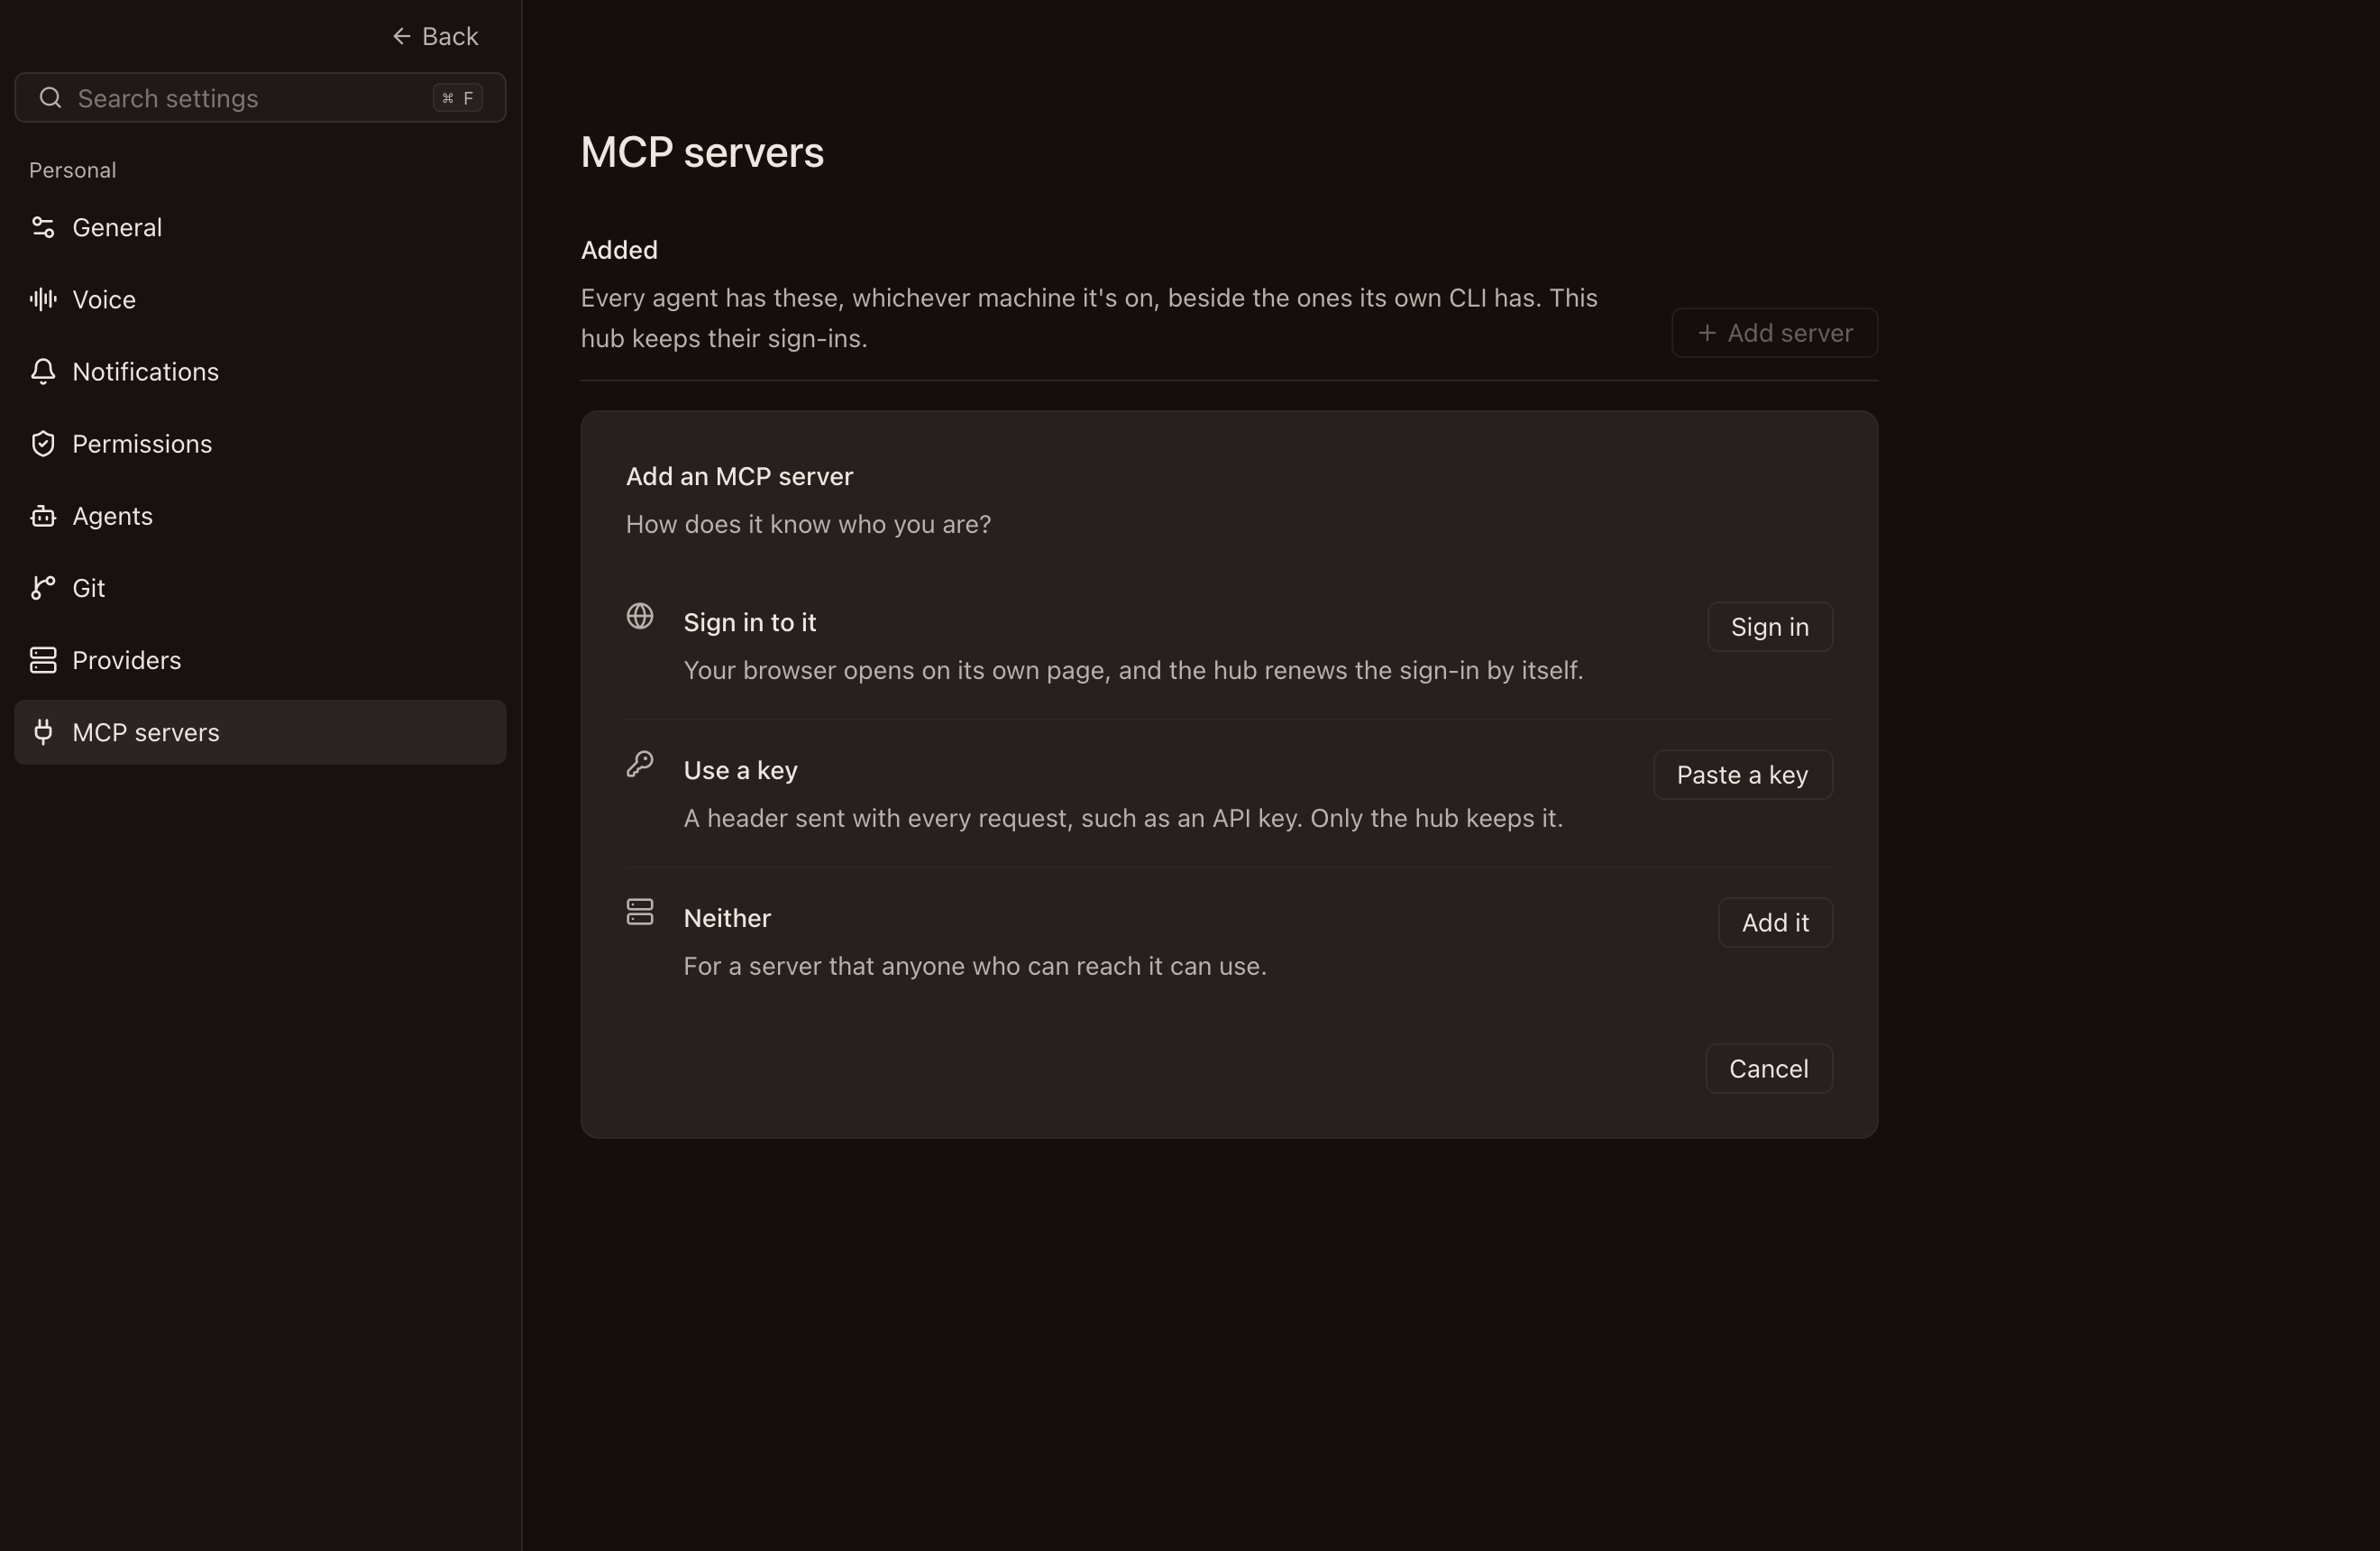 Back
Search settings
⌘ F
Personal
General
Voice
Notifications
Permissions
Agents
Git
Providers
MCP servers
MCP servers
Added
Every agent has these, whichever machine it's on, beside the ones its own CLI has. This
hub keeps their sign-ins.
Add server
Add an MCP server
How does it know who you are?
Sign in to it
Sign in
Your browser opens on its own page, and the hub renews the sign-in by itself.
Use a key
Paste a key
A header sent with every request, such as an API key. Only the hub keeps it.
Neither
Add it
For a server that anyone who can reach it can use.
Cancel